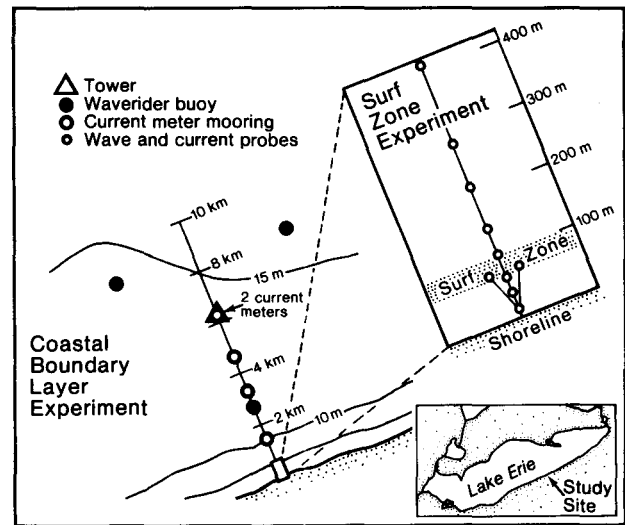 Tower
Waverider buoy
Current meter mooring
Wave and current probes
Surf
Zone
Experiment
400 m
300 m
200 m
100 m
Surf
Zone
Shoreline
10 km
8 km
15 m
2 current
meters
4 km
2 km
10 m
Coastal
Boundary
Layer
Experiment
Lake Erie
Study
Site